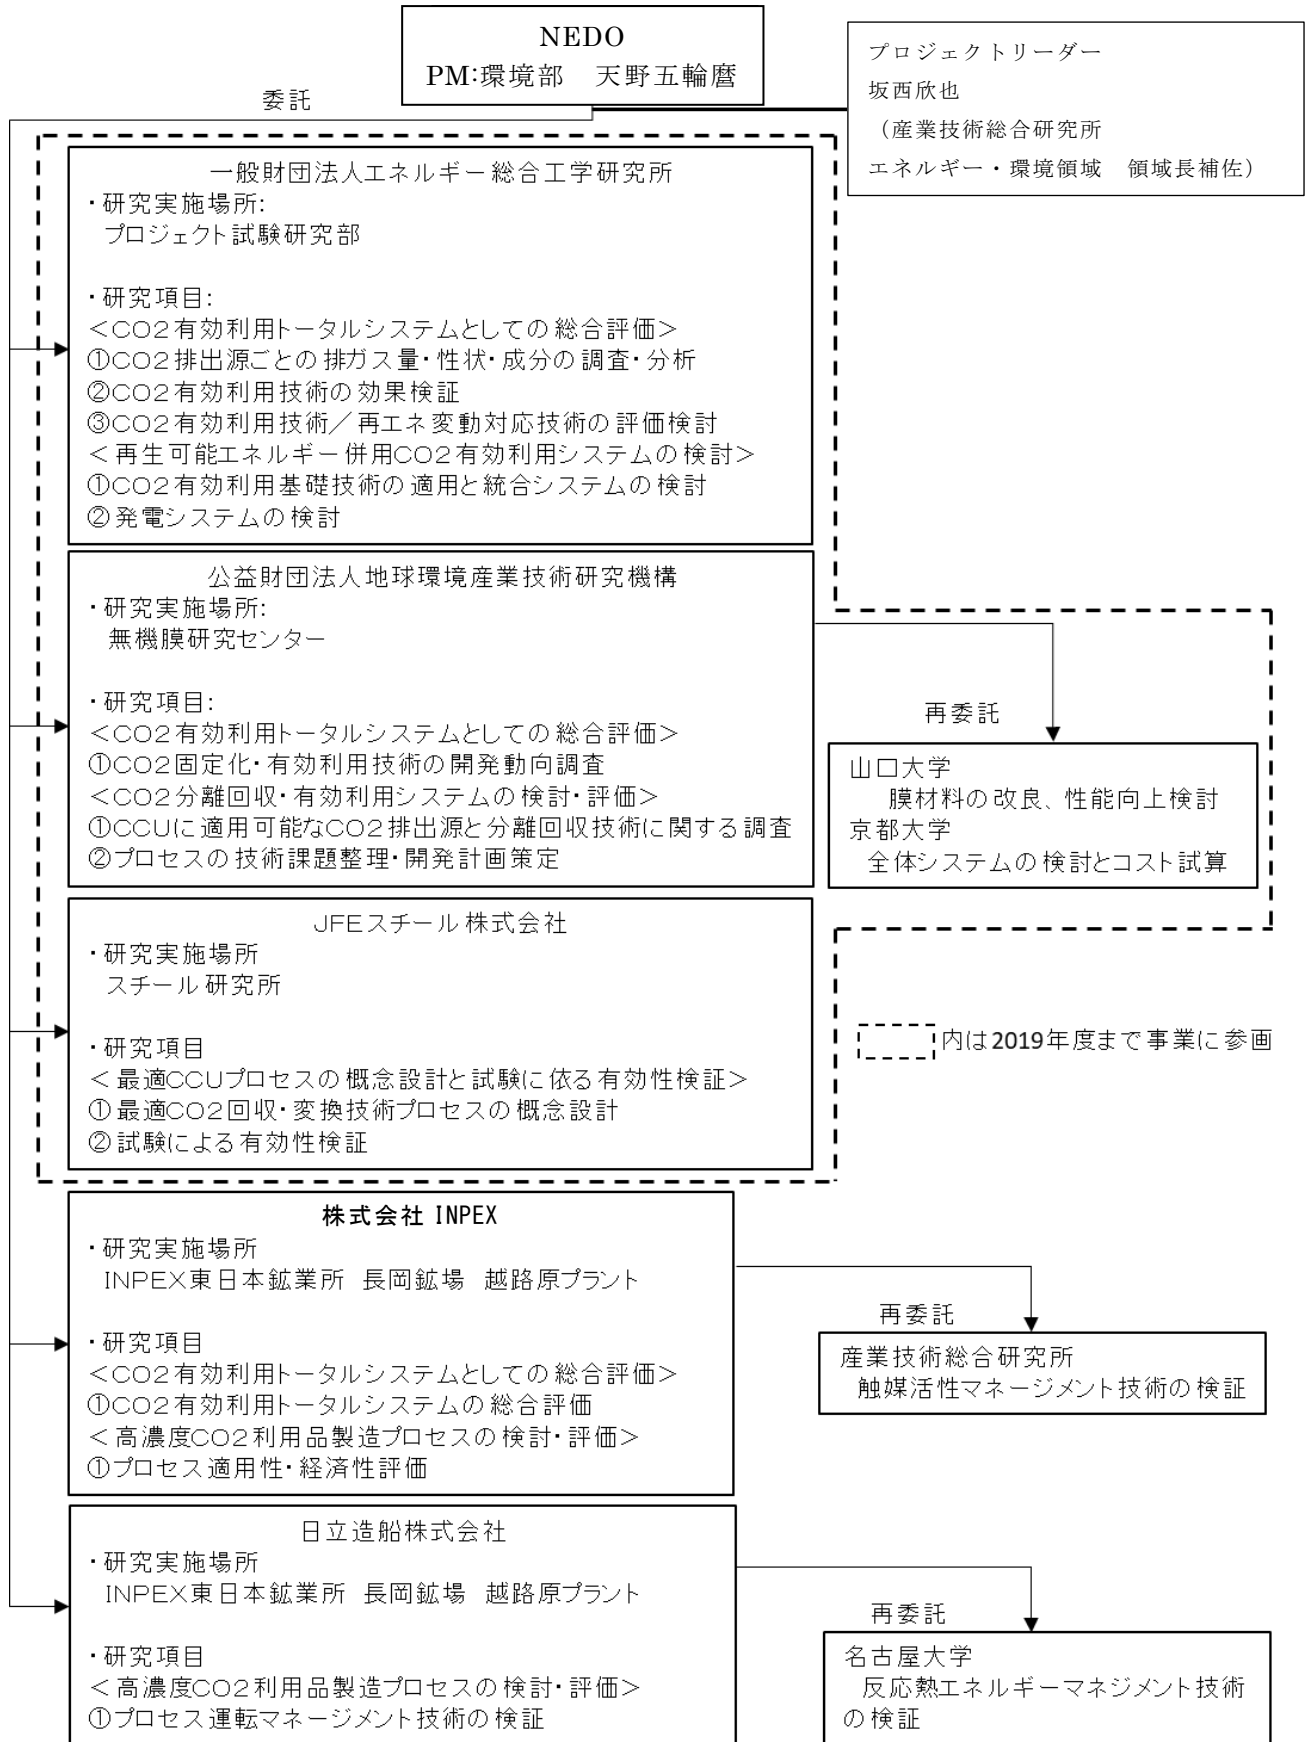 NEDO
PM:環境部　天野五輪麿
プロジェクトリーダー
坂西欣也
（産業技術総合研究所
エネルギー・環境領域　領域長補佐）
委託
一般財団法人エネルギー総合工学研究所
・研究実施場所:
プロジェクト試験研究部
・研究項目:
＜CO2有効利用トータルシステムとしての総合評価＞
①CO2排出源ごとの排ガス量・性状・成分の調査・分析
②CO2有効利用技術の効果検証
③CO2有効利用技術／再エネ変動対応技術の評価検討
＜再生可能エネルギー併用CO2有効利用システムの検討＞
①CO2有効利用基礎技術の適用と統合システムの検討
②発電システムの検討
公益財団法人地球環境産業技術研究機構
・研究実施場所:
無機膜研究センター
・研究項目:
＜CO2有効利用トータルシステムとしての総合評価＞
①CO2固定化・有効利用技術の開発動向調査
＜CO2分離回収・有効利用システムの検討・評価＞
①CCUに適用可能なCO2排出源と分離回収技術に関する調査
②プロセスの技術課題整理・開発計画策定
再委託
山口大学
膜材料の改良、性能向上検討
京都大学
全体システムの検討とコスト試算
JFEスチール株式会社
・研究実施場所
スチール研究所
・研究項目
＜最適CCUプロセスの概念設計と試験に依る有効性検証＞
①最適CO2回収・変換技術プロセスの概念設計
②試験による有効性検証
内は2019年度まで事業に参画
株式会社 INPEX
・研究実施場所
INPEX東日本鉱業所 長岡鉱場 越路原プラント
・研究項目
＜CO2有効利用トータルシステムとしての総合評価＞
①CO2有効利用トータルシステムの総合評価
＜高濃度CO2利用品製造プロセスの検討・評価＞
①プロセス適用性・経済性評価
再委託
産業技術総合研究所
触媒活性マネージメント技術の検証
日立造船株式会社
・研究実施場所
INPEX東日本鉱業所 長岡鉱場 越路原プラント
・研究項目
＜高濃度CO2利用品製造プロセスの検討・評価＞
①プロセス運転マネージメント技術の検証
再委託
名古屋大学
反応熱エネルギーマネジメント技術
の検証